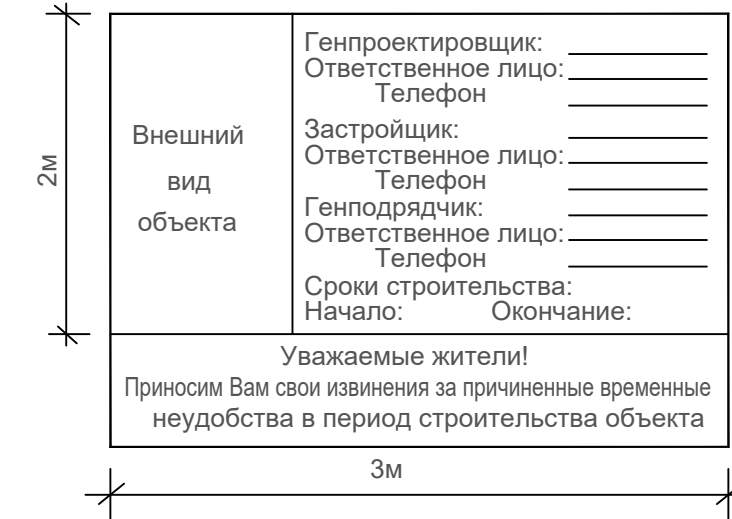 Генпроектировщик:
Ответственное лицо:
Телефон
Внешний
вид
объекта
Застройщик:
Ответственное лицо:
Телефон
Генподрядчик:
Ответственное лицо:
Телефон
Сроки строительства:
Начало: Окончание:
2м
Уважаемые жители!
Приносим Вам свои извинения за причиненные временные
неудобства в период строительства объекта
3м